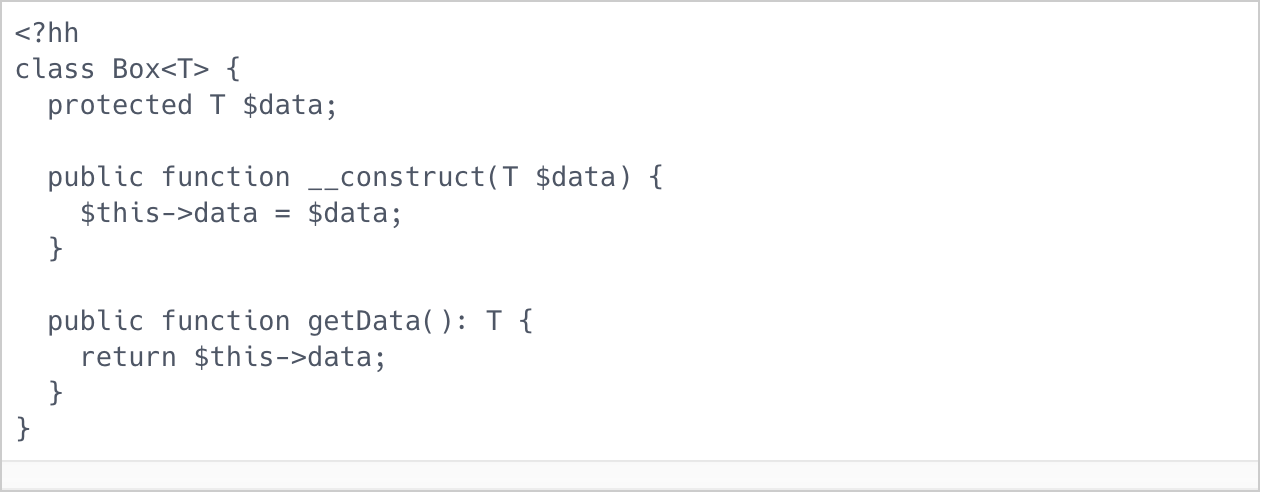 <?hh
class Box<T> {
  protected T $data;

  public function __construct(T $data) {
    $this->data = $data;
  }

  public function getData(): T {
    return $this->data;
  }
}